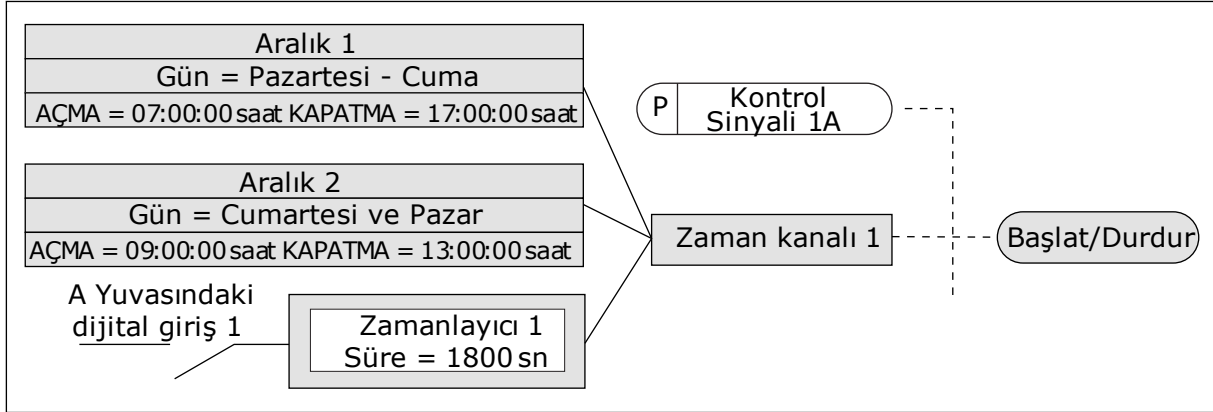 Aralık 1
Gün = Pazartesi - Cuma
AÇMA = 07:00:00 saat KAPATMA = 17:00:00 saat
P
Kontrol
Sinyali 1A
Aralık 2
Gün = Cumartesi ve Pazar
AÇMA = 09:00:00 saat KAPATMA = 13:00:00 saat
Zaman kanalı 1
Başlat/Durdur
A Yuvasındaki
dijital giriş 1
Zamanlayıcı 1
Süre = 1800 sn